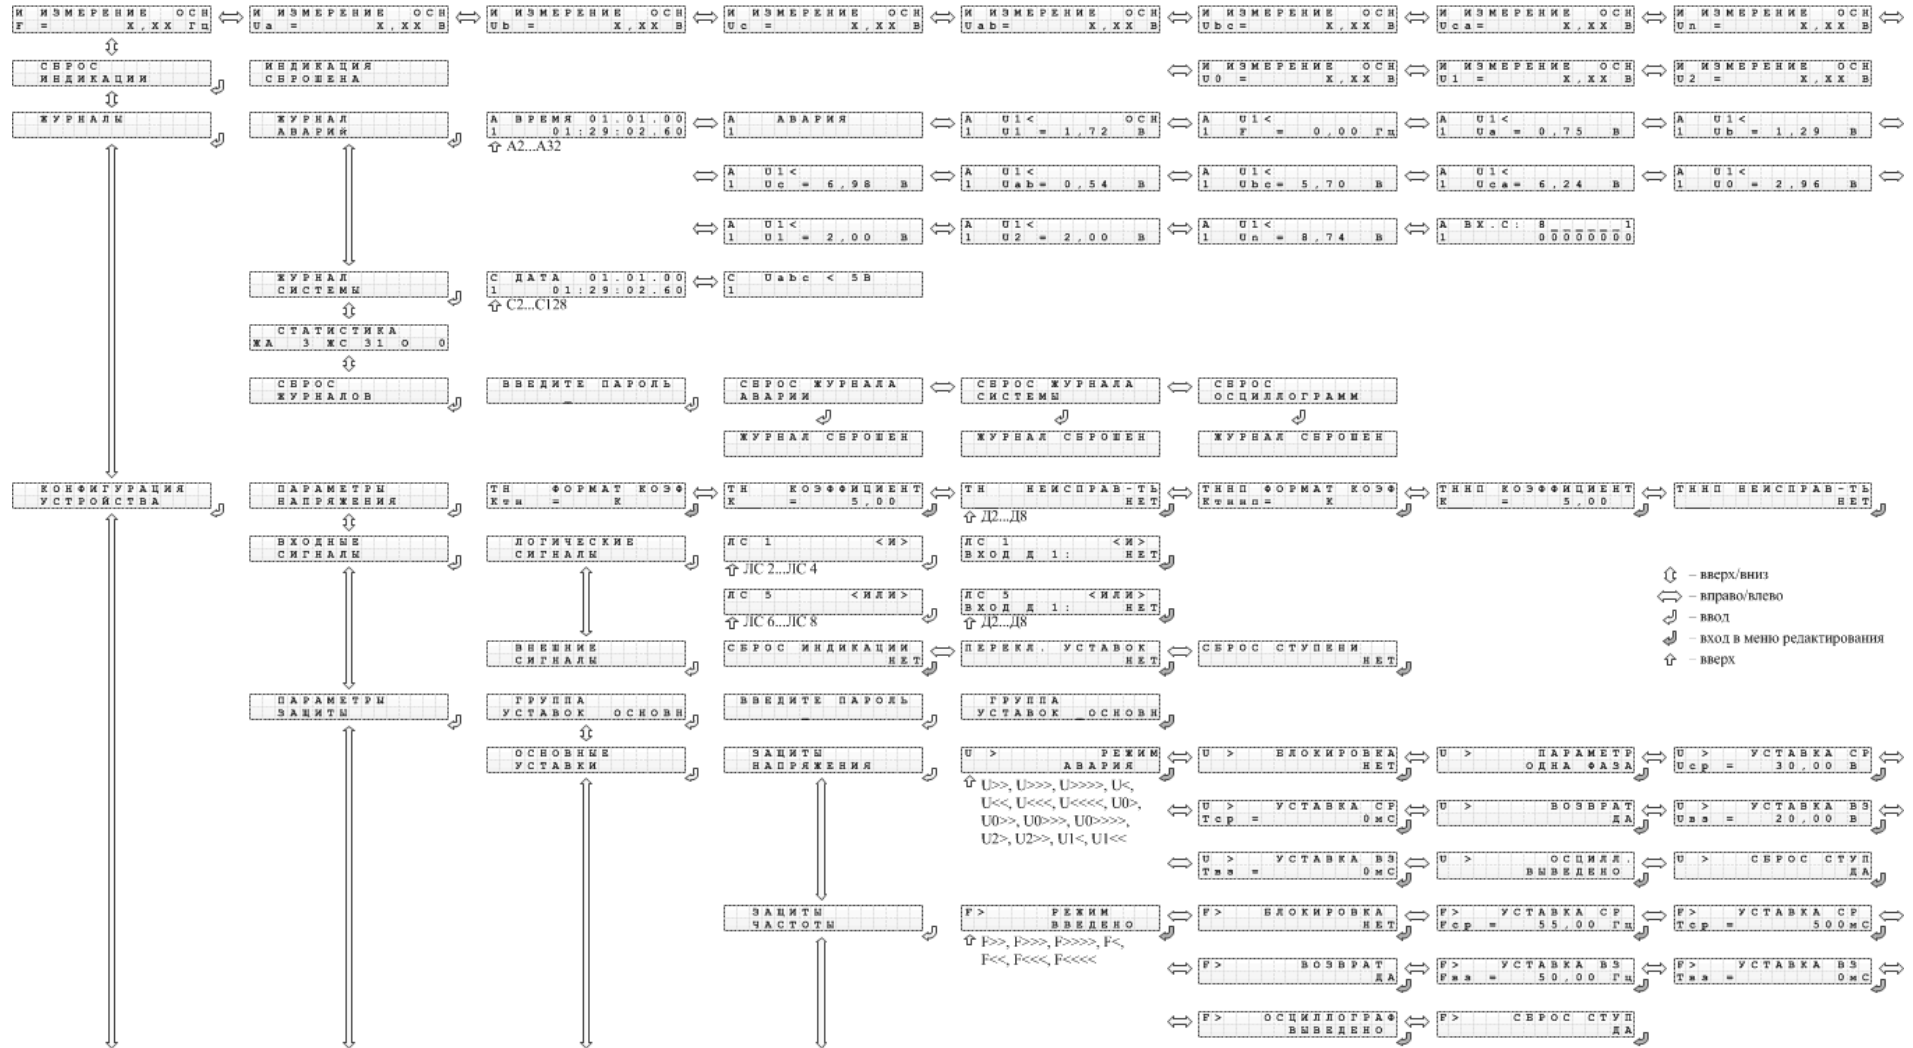 И ИЗМЕРЕНИЕ ОСН
F = X,XX Гц
И ИЗМЕРЕНИЕ ОСН
Ua = X,XX В
И ИЗМЕРЕНИЕ ОСН
Ub = X,XX В
И ИЗМЕРЕНИЕ ОСН
Uc = X,XX В
И ИЗМЕРЕНИЕ ОСН
Uab= X,XX В
И ИЗМЕРЕНИЕ ОСН
Ubc= X,XX В
И ИЗМЕРЕНИЕ ОСН
Uca= X,XX В
И ИЗМЕРЕНИЕ ОСН
Un = X,XX В
СБРОС
ИНДИКАЦИИ
ИНДИКАЦИЯ
СБРОШЕНА
И ИЗМЕРЕНИЕ ОСН
U0 = X,XX В
И ИЗМЕРЕНИЕ ОСН
U1 = X,XX В
И ИЗМЕРЕНИЕ ОСН
U2 = X,XX В
ЖУРНАЛЫ
ЖУРНАЛ
АВАРИЙ
А ВРЕМЯ 01.01.00
1 01:29:02.60
А2...А32
А АВАРИЯ
1
А U1< ОСН
1 U1 = 1,72 В
А U1<
1 F = 0,00 Гц
А U1<
1 Ua = 0,75 В
А U1<
1 Ub = 1,29 В
А U1<
1 Uc = 6,98 В
А U1<
1 Uab= 0,54 В
А U1<
1 Ubc= 5,70 В
А U1<
1 Uca= 6,24 В
А U1<
1 U0 = 2,96 В
А U1<
1 U1 = 2,00 В
А U1<
1 U2 = 2,00 В
А U1<
1 Un = 8,74 В
А ВХ.С: 8______1
1 00000000
ЖУРНАЛ
СИСТЕМЫ
С ДАТА 01.01.00
1 01:29:02.60
С2...С128
С Uabc < 5В
1
СТАТИСТИКА
ЖА 3 ЖС 31 О 0
СБРОС
ЖУРНАЛОВ
ВВЕДИТЕ ПАРОЛЬ
_
СБРОС ЖУРНАЛА
АВАРИИ
СБРОС ЖУРНАЛА
СИСТЕМЫ
СБРОС
ОСЦИЛЛОГРАММ
ЖУРНАЛ СБРОШЕН
ЖУРНАЛ СБРОШЕН
ЖУРНАЛ СБРОШЕН
КОНФИГУРАЦИЯ
УСТРОЙСТВА
ПАРАМЕТРЫ
НАПРЯЖЕНИЯ
ТН ФОРМАТ КОЭФ
Kтн = К
ТН КОЭФФИЦИЕНТ
К___ = 5,00
ТН НЕИСПРАВ-ТЬ
НЕТ
Д2...Д8
ТННП ФОРМАТ КОЭФ
Kтннп= К
ТННП КОЭФФИЦИЕНТ
К___ = 5,00
ТННП НЕИСПРАВ-ТЬ
НЕТ
ВХОДНЫЕ
СИГНАЛЫ
ЛОГИЧЕСКИЕ
СИГНАЛЫ
ЛС 1 <И>
ЛС 2...ЛС 4
ЛС 1 <И>
ВХОД Д 1: НЕТ
ЛС 5 <ИЛИ>
ЛС 6...ЛС 8
ЛС 5 <ИЛИ>
ВХОД Д 1: НЕТ
Д2...Д8
– вверх/вниз
– вправо/влево
– ввод
– вход в меню редактирования
– вверх
ВНЕШНИЕ
СИГНАЛЫ
СБРОС ИНДИКАЦИИ
НЕТ
ПЕРЕКЛ. УСТАВОК
НЕТ
СБРОС СТУПЕНИ
НЕТ
ПАРАМЕТРЫ
ЗАЩИТЫ
ГРУППА
УСТАВОК ОСНОВН
ВВЕДИТЕ ПАРОЛЬ
_
ГРУППА
УСТАВОК _ОСНОВН
ОСНОВНЫЕ
УСТАВКИ
ЗАЩИТЫ
НАПРЯЖЕНИЯ
U > РЕЖИМ
АВАРИЯ
U>>, U>>>, U>>>>, U<,
U<<, U<<<, U<<<<, U0>,
U0>>, U0>>>, U0>>>>,
U2>, U2>>, U1<, U1<<
U > БЛОКИРОВКА
НЕТ
U > ПАРАМЕТР
ОДНА ФАЗА
U > УСТАВКА СР
Uср = 30,00 В
U > УСТАВКА СР
Tср = 0мС
U > ВОЗВРАТ
ДА
U > УСТАВКА ВЗ
Uвз = 20,00 В
U > УСТАВКА ВЗ
Tвз = 0мС
U > ОСЦИЛЛ.
ВЫВЕДЕНО
U > СБРОС СТУП
ДА
ЗАЩИТЫ
ЧАСТОТЫ
F> РЕЖИМ
ВВЕДЕНО
F>>, F>>>, F>>>>, F<,
F<<, F<<<, F<<<<
F> БЛОКИРОВКА
НЕТ
F> УСТАВКА СР
Fср = 55,00 Гц
F> УСТАВКА СР
Tср = 500мС
F> ВОЗВРАТ
ДА
F> УСТАВКА ВЗ
Fвз = 50,00 Гц
F> УСТАВКА ВЗ
Tвз = 0мС
F> ОСЦИЛЛОГРАФ
ВЫВЕДЕНО
F> СБРОС СТУП
ДА